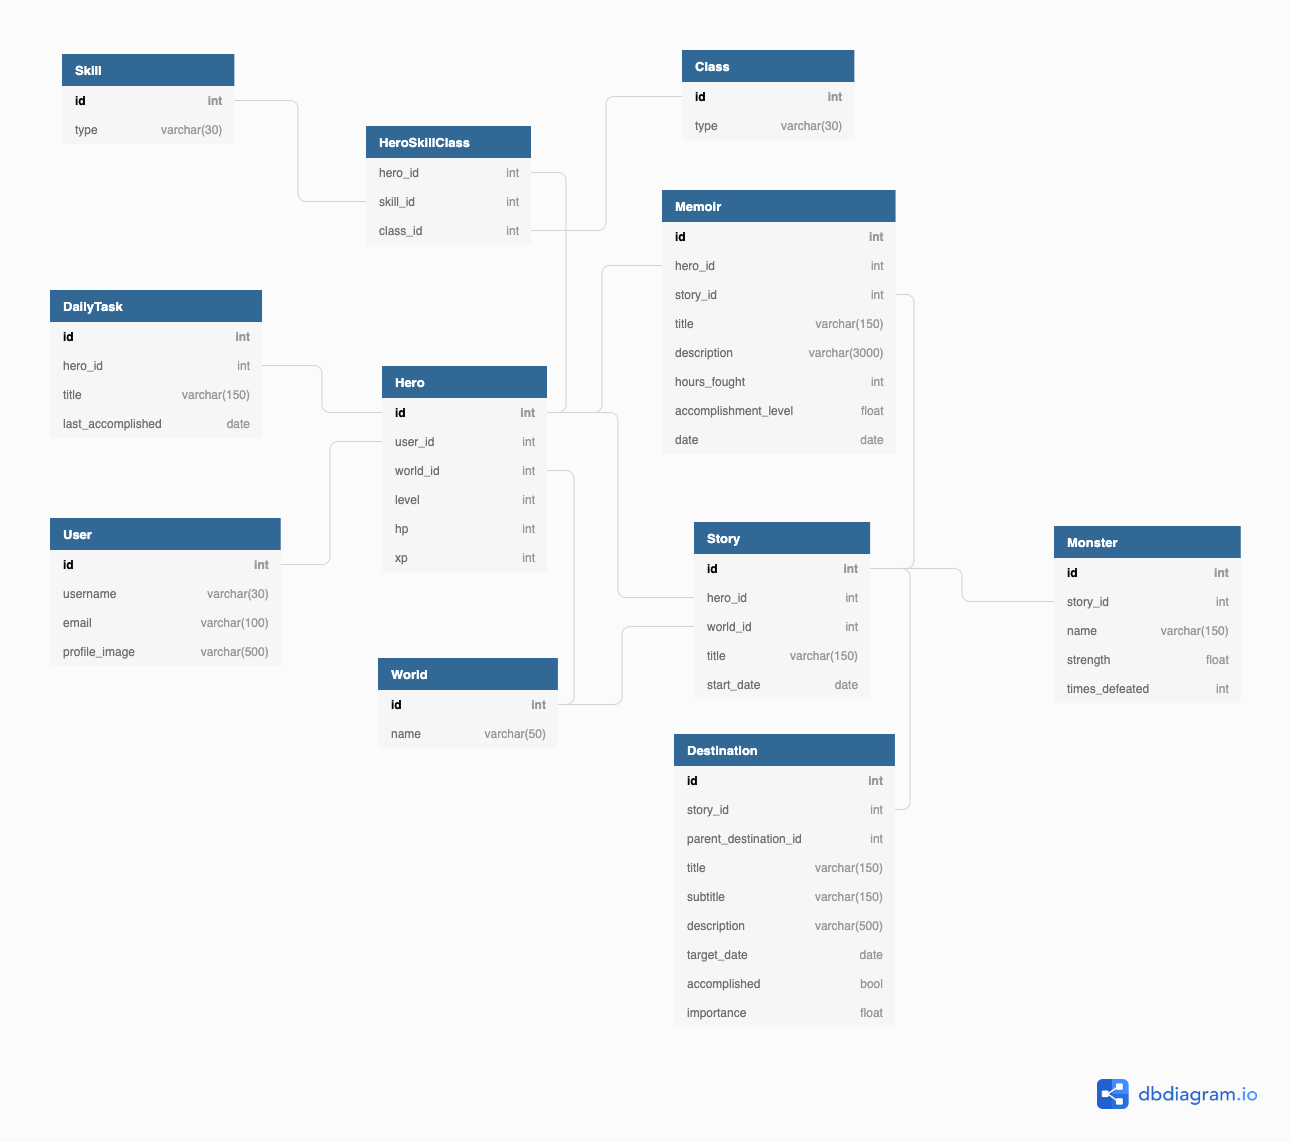 Skill
id int
type varchar(30)
Class
id int
type varchar(30)
HeroSkillClass
hero_id int
skill_id int
class_id int
Memoir
id int
hero_id int
story_id int
title varchar(150)
description varchar(3000)
hours_fought int
accomplishment_level float
date date
DailyTask
id int
hero_id int
title varchar(150)
last_accomplished date
Hero
id int
user_id int
world_id int
level int
hp int
xp int
User
id int
username varchar(30)
email varchar(100)
profile_image varchar(500)
Story
id int
hero_id int
world_id int
title varchar(150)
start_date date
Monster
id int
story_id int
name varchar(150)
strength float
times_defeated int
World
id int
name varchar(50)
Destination
id int
story_id int
parent_destination_id int
title varchar(150)
subtitle varchar(150)
description varchar(500)
target_date date
accomplished bool
importance float
dbdiagram.io